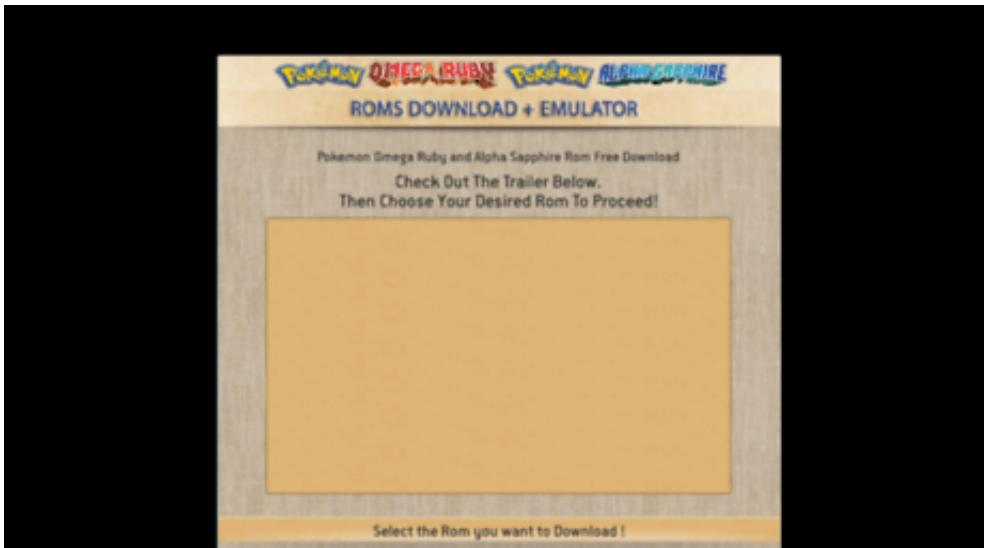 POKéMON OMEGA RUBY POKéMON ALPHA SAPPHIRE
ROMS DOWNLOAD + EMULATOR
Pokemon Omega Ruby and Alpha Sapphire Rom Free Download
Check Out The Trailer Below.
Then Choose Your Desired Rom To Proceed!
Select the Rom you want to Download !